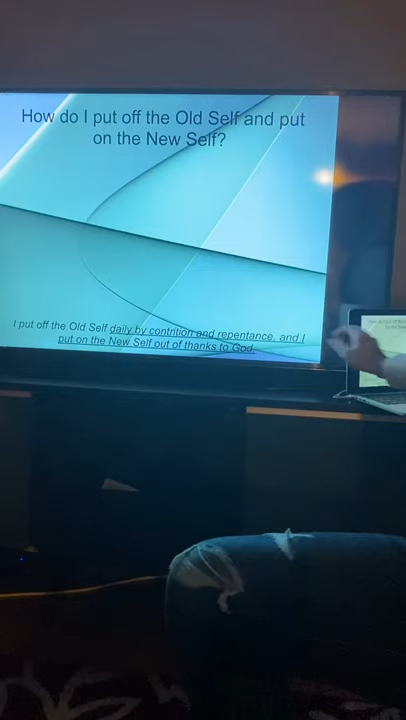 How do I put off the Old Self and put
on the New Self?
I put off the Old Self daily by contrition and repentance, and I
put on the New Self out of thanks to God.